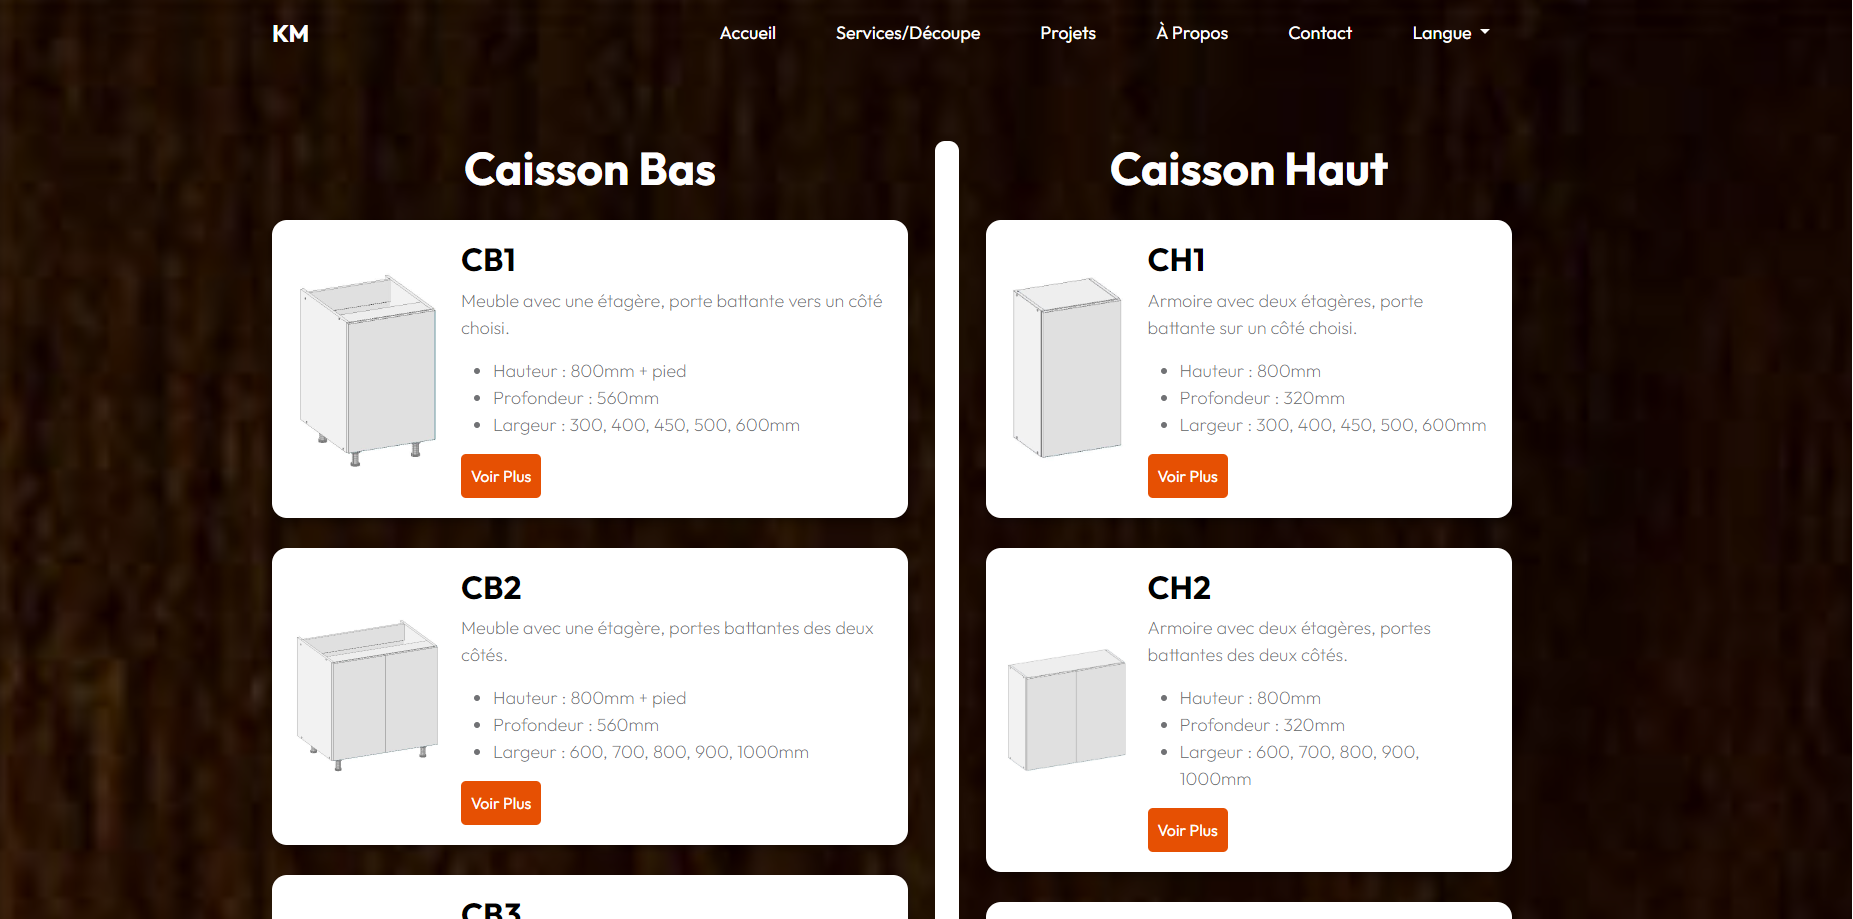 KM
Accueil
Services/Découpe
Projets
À Propos
Contact
Langue
Caisson Bas
CB1
Meuble avec une étagère, porte battante vers un côté
choisi.
Hauteur : 800mm + pied
Profondeur : 560mm
Largeur : 300, 400, 450, 500, 600mm
Voir Plus
CB2
Meuble avec une étagère, portes battantes des deux
côtés.
Hauteur : 800mm + pied
Profondeur : 560mm
Largeur : 600, 700, 800, 900, 1000mm
Voir Plus
CB3
Caisson Haut
CH1
Armoire avec deux étagères, porte
battante sur un côté choisi.
Hauteur : 800mm
Profondeur : 320mm
Largeur : 300, 400, 450, 500, 600mm
Voir Plus
CH2
Armoire avec deux étagères, portes
battantes des deux côtés.
Hauteur : 800mm
Profondeur : 320mm
Largeur : 600, 700, 800, 900,
1000mm
Voir Plus